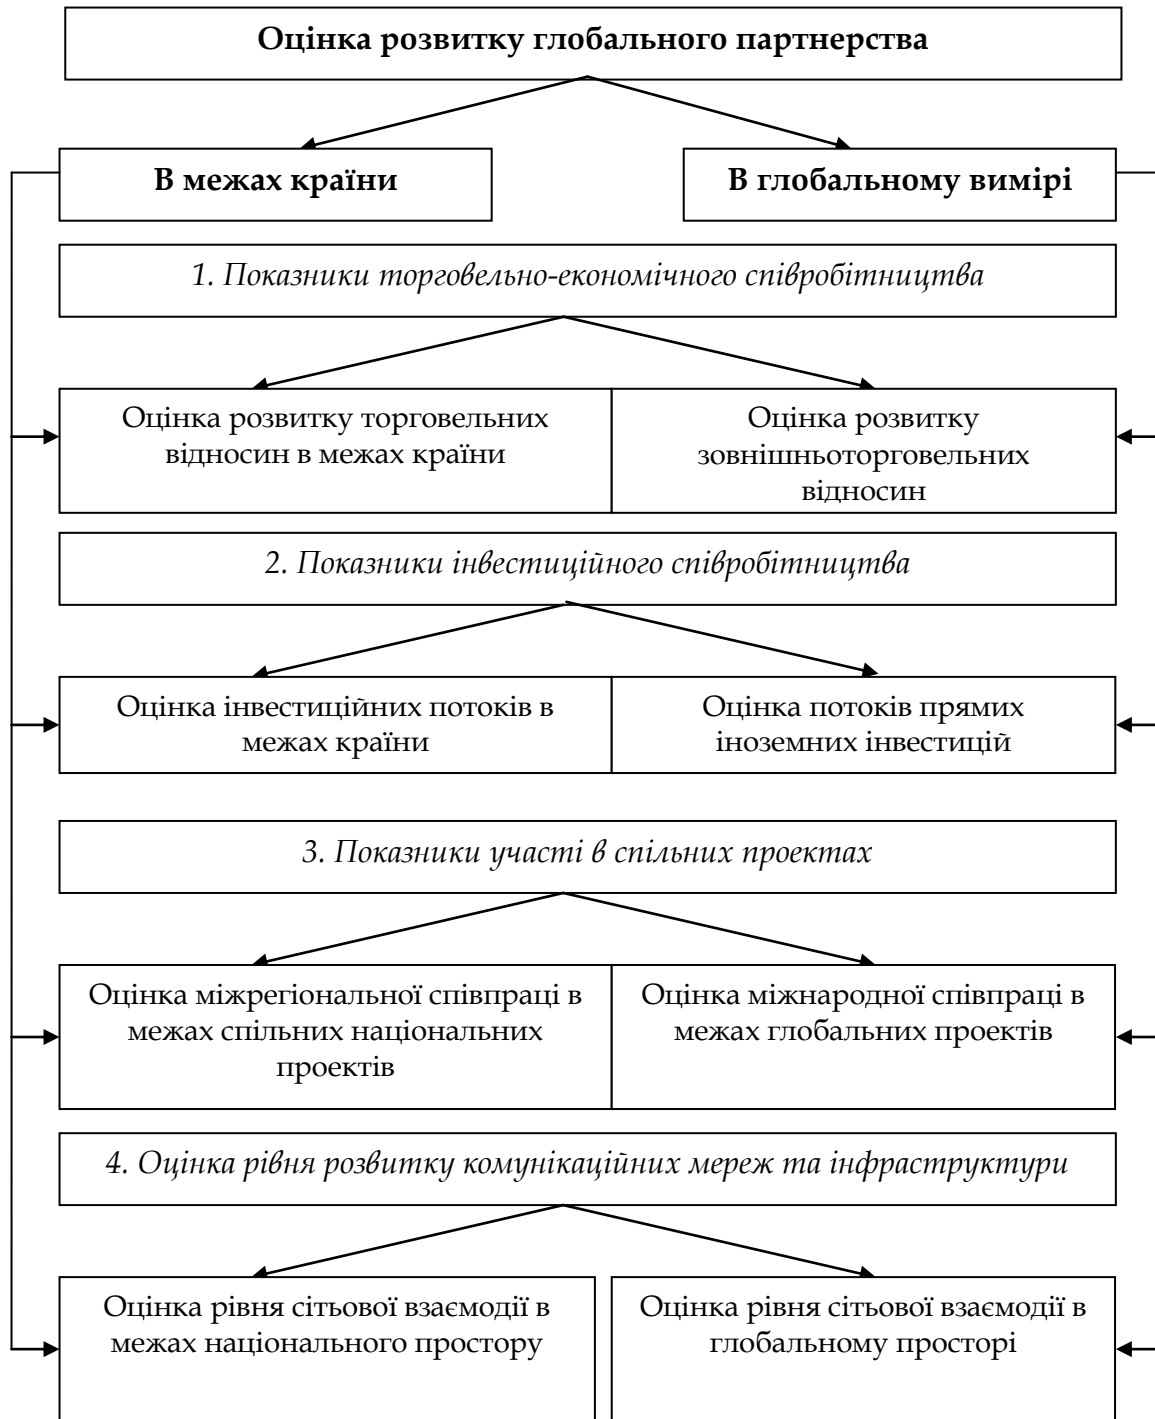 Оцінка розвитку глобального партнерства
В межах країни
В глобальному вимірі
1. Показники торговельно-економічного співробітництва
Оцінка розвитку торговельних
відносин в межах країни
Оцінка розвитку
зовнішньоторговельних
відносин
2. Показники інвестиційного співробітництва
Оцінка інвестиційних потоків в
межах країни
Оцінка потоків прямих
іноземних інвестицій
3. Показники участі в спільних проектах
Оцінка міжрегіональної співпраці в
межах спільних національних
проектів
Оцінка міжнародної співпраці в
межах глобальних проектів
4. Оцінка рівня розвитку комунікаційних мереж та інфраструктури
Оцінка рівня сітьової взаємодії в
межах національного простору
Оцінка рівня сітьової взаємодії в
глобальному просторі